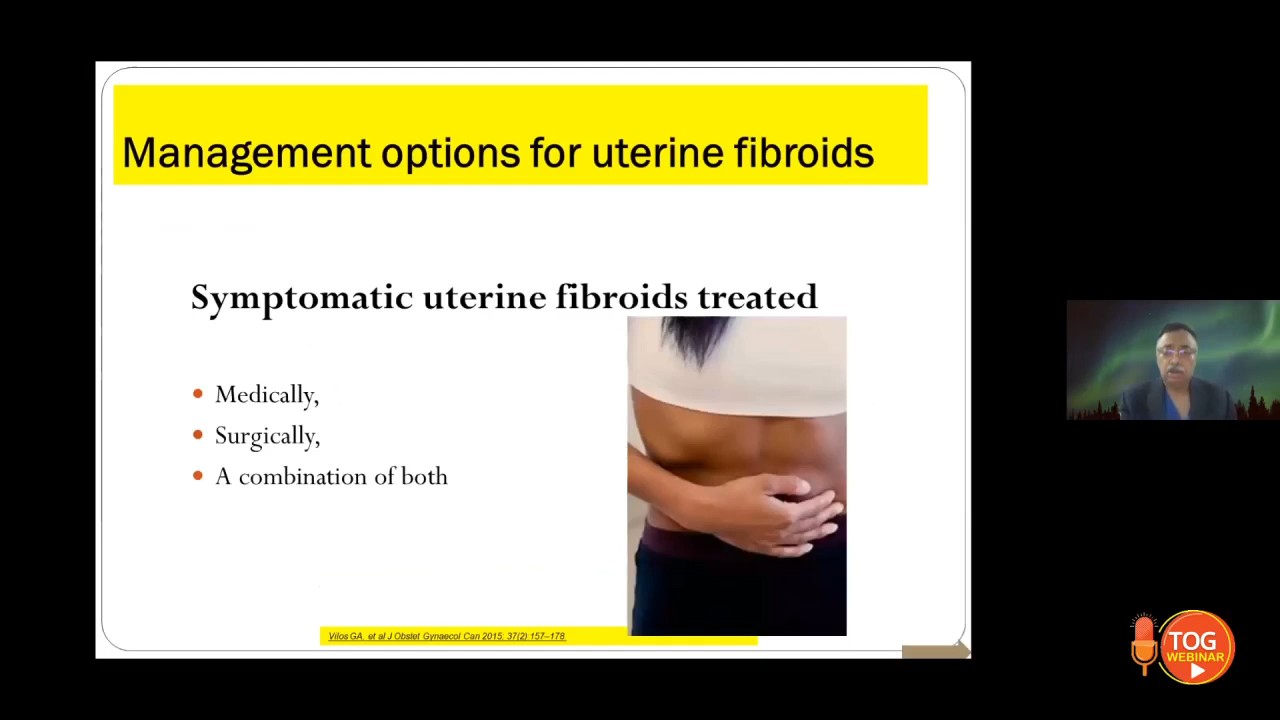 Management options for uterine fibroids
Symptomatic uterine fibroids treated
• Medically,
• Surgically,
• A combination of both
Vilos GA, et al J Obstet Gynaecol Can 2015. 37(2):157–178.
TOG
WEBINAR